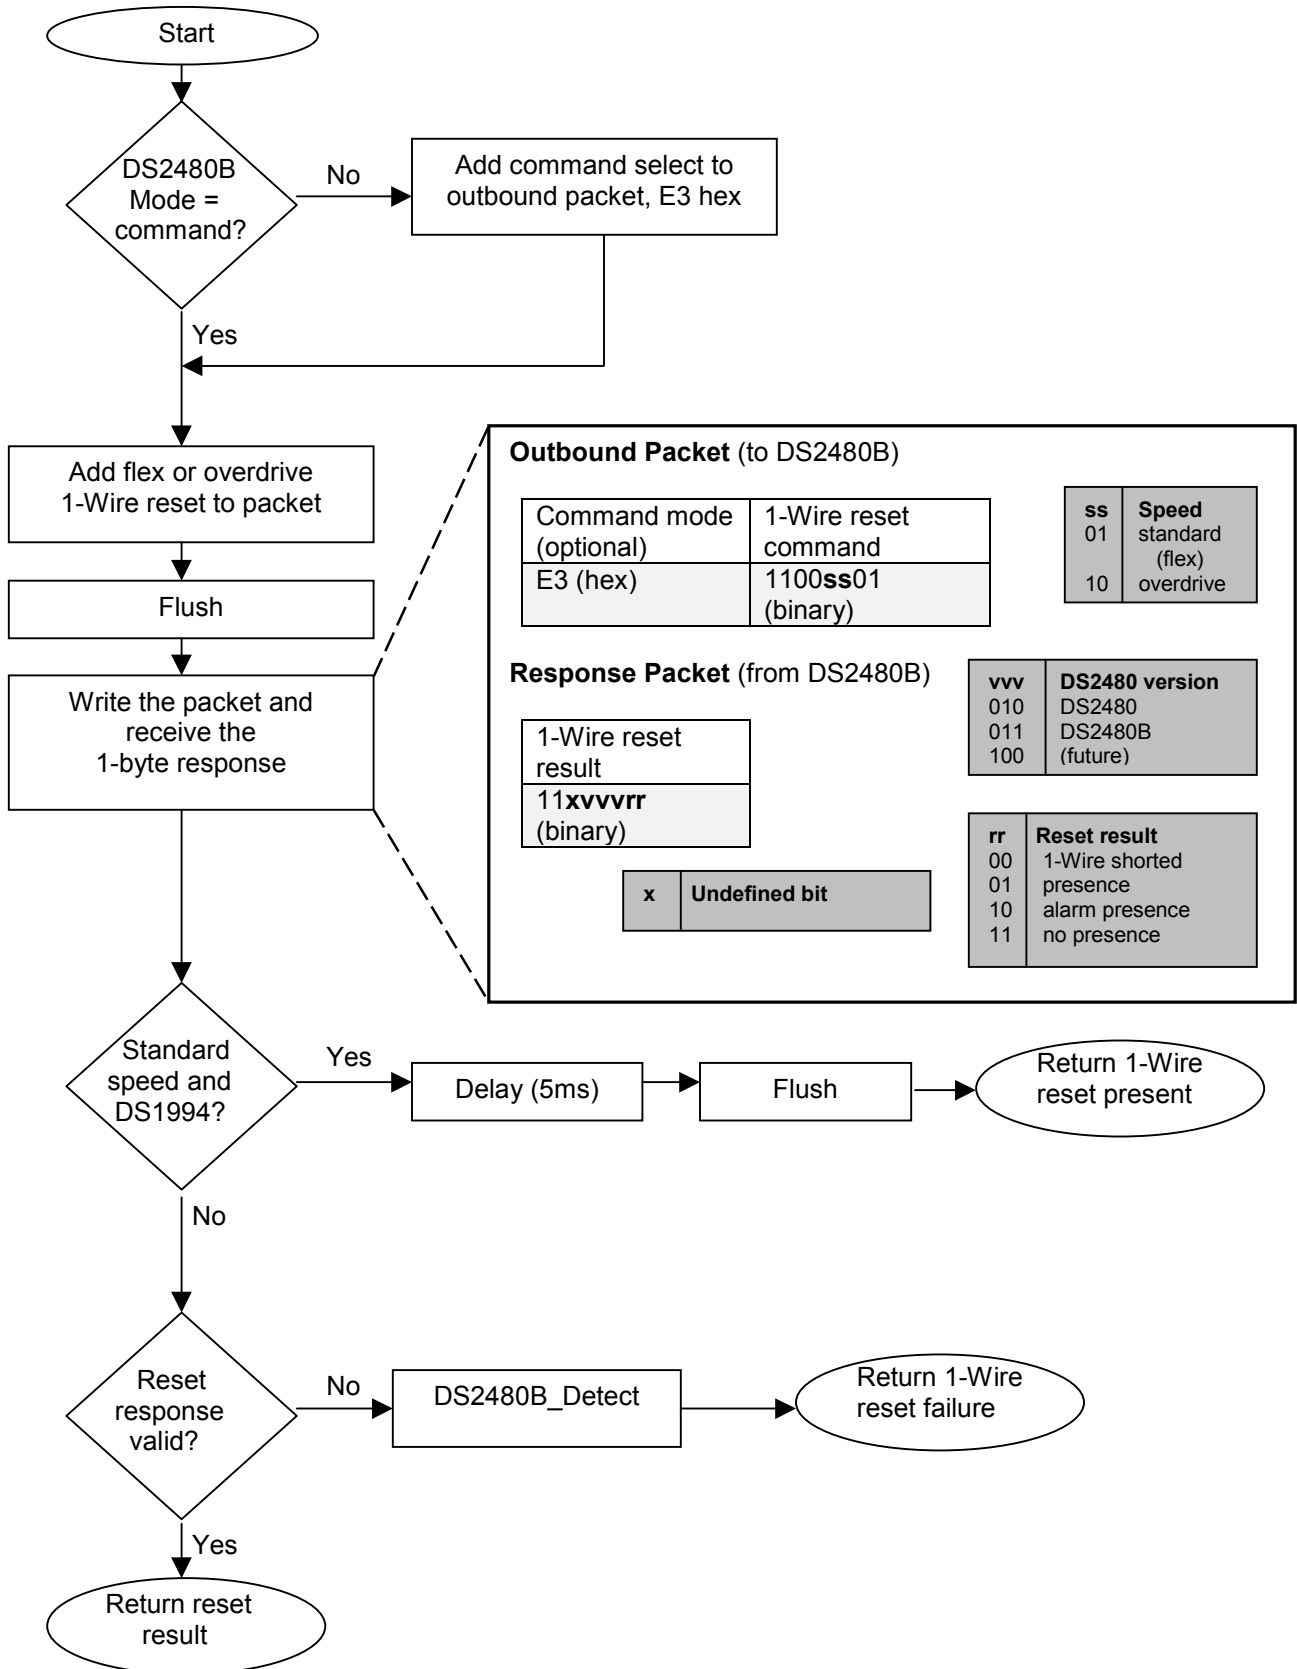 Start
DS2480B
Mode =
command?
No
Add command select to
outbound packet, E3 hex
Yes
Add flex or overdrive
1-Wire reset to packet
Flush
Write the packet and
receive the
1-byte response
Outbound Packet (to DS2480B)
Command mode
(optional)
1-Wire reset
command
E3 (hex)
1100ss01
(binary)
ss Speed
01 standard
(flex)
10 overdrive
Response Packet (from DS2480B)
1-Wire reset
result
11xvvvrr
(binary)
vvv DS2480 version
010 DS2480
011 DS2480B
100 (future)
x Undefined bit
rr Reset result
00 1-Wire shorted
01 presence
10 alarm presence
11 no presence
Standard
speed and
DS1994?
Yes
Delay (5ms)
Flush
Return 1-Wire
reset present
No
Reset
response
valid?
No
DS2480B_Detect
Return 1-Wire
reset failure
Yes
Return reset
result